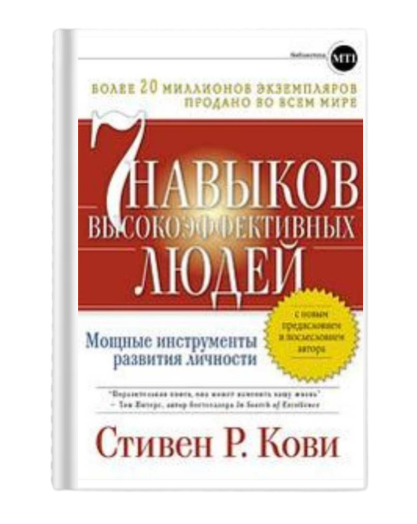 Библиотека МТI
БОЛЕЕ 20 МИЛЛИОНОВ ЭКЗЕМПЛЯРОВ
ПРОДАНО ВО ВСЕМ МИРЕ
7 НАВЫКОВ
ВЫСОКОЭФФЕКТИВНЫХ
ЛЮДЕЙ
с новым
предисловием
и послесловием
автора
Мощные инструменты
развития личности
"Поразительная книга, она может изменить вашу жизнь"
– Том Питерс, автор бестселлера In Search of Excellence
Стивен Р. Кови